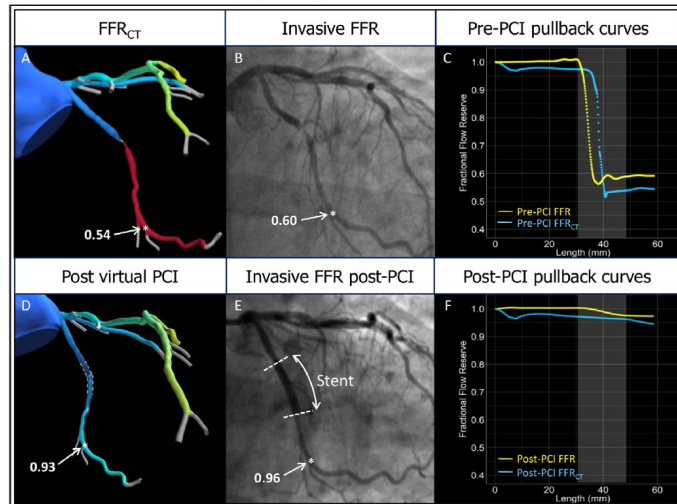 FFRCT
Invasive FFR
Pre-PCI pullback curves
A
0.54
*
B
0.60
*
C
Fractional Flow Reserve
1.0
0.9
0.8
0.7
0.6
0.5
0.4
Pre-PCI FFR
Pre-PCI FFRCT
0 20 40 60
Length (mm)
Post virtual PCI
Invasive FFR post-PCI
Post-PCI pullback curves
D
0.93
*
E
Stent
0.96
*
F
Fractional Flow Reserve
1.0
0.9
0.8
0.7
0.6
0.5
0.4
Post-PCI FFR
Post-PCI FFRCT
0 20 40 60
Length (mm)